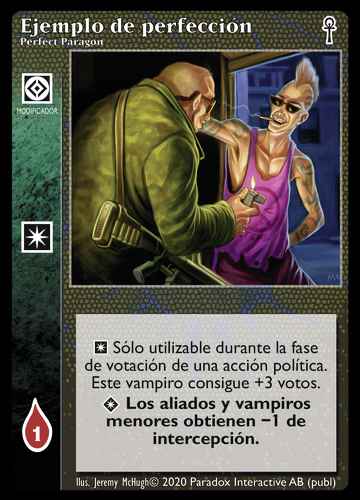 Ejemplo de perfección
Perfect Paragon
MODIFICADOR
Sólo utilizable durante la fase
de votación de una acción política.
Este vampiro consigue +3 votos.
Los aliados y vampiros
menores obtienen −1 de
intercepción.
1
Ilus. Jeremy McHugh© 2020 Paradox Interactive AB (publ)